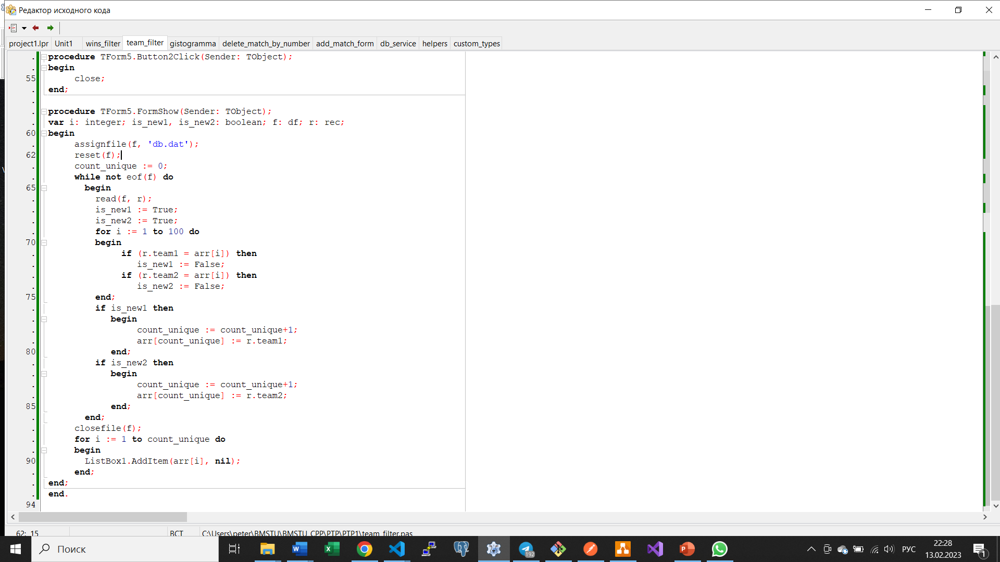 Редактор исходного кода
project1.lpr Unit1 wins_filter team_filter gistogramma delete_match_by_number add_match_form db_service helpers custom_types
. procedure TForm5.Button2Click(Sender: TObject);
. begin
55 close;
. end;
.
. procedure TForm5.FormShow(Sender: TObject);
. var i: integer; is_new1, is_new2: boolean; f: df; r: rec;
60 begin
. assignfile(f, 'db.dat');
62 reset(f);
. count_unique := 0;
. while not eof(f) do
65 begin
. read(f, r);
. is_new1 := True;
. is_new2 := True;
. for i := 1 to 100 do
70 begin
. if (r.team1 = arr[i]) then
. is_new1 := False;
. if (r.team2 = arr[i]) then
. is_new2 := False;
75 end;
. if is_new1 then
. begin
. count_unique := count_unique+1;
. arr[count_unique] := r.team1;
80 end;
. if is_new2 then
. begin
. count_unique := count_unique+1;
. arr[count_unique] := r.team2;
85 end;
. end;
. closefile(f);
. for i := 1 to count_unique do
. begin
90 ListBox1.AddItem(arr[i], nil);
. end;
. end;
. end.
94
62: 15 ВСТ C:\Users\peter\BMSTU\BMSTU_CPP\PTP\PTP1\team_filter.pas
Поиск
192
РУС
22:28
13.02.2023
1